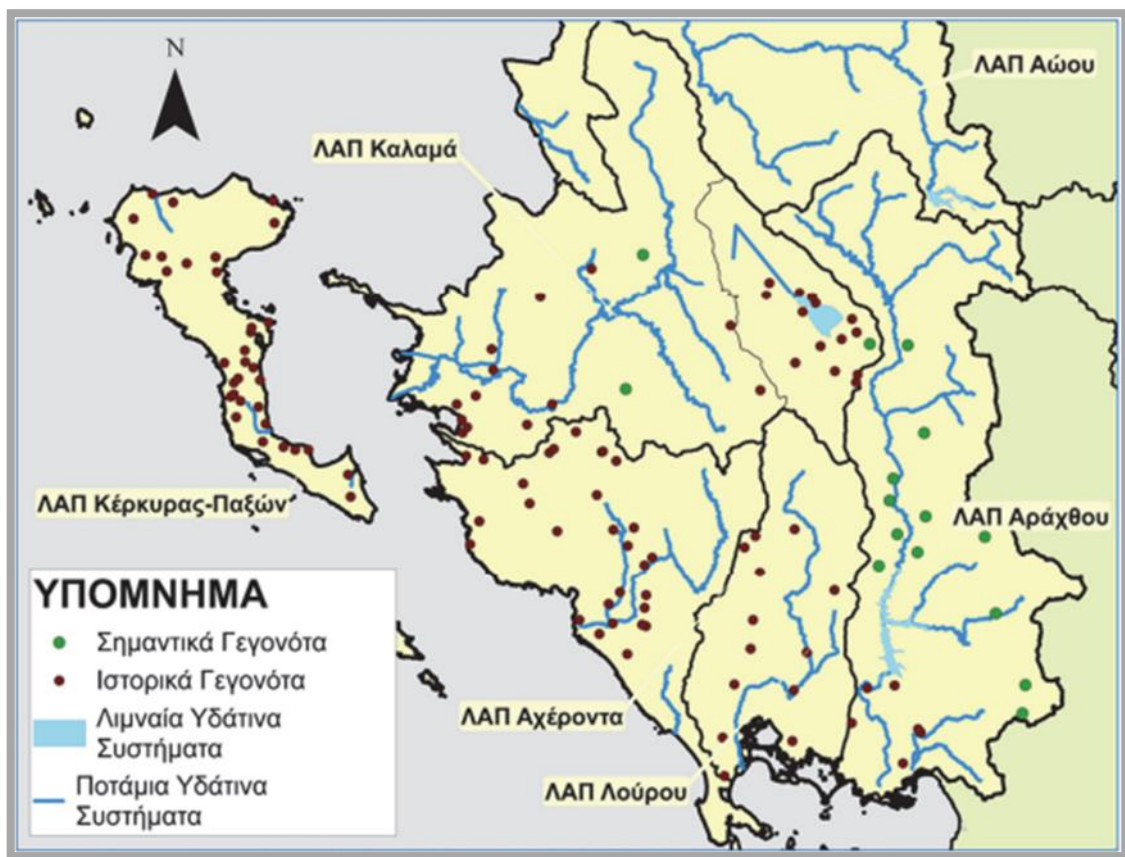 N
ΛΑΠ Αώου
ΛΑΠ Καλαμά
ΛΑΠ Κέρκυρας-Παξών
ΛΑΠ Αράχθου
ΥΠΟΜΝΗΜΑ
Σημαντικά Γεγονότα
Ιστορικά Γεγονότα
Λιμναία Υδάτινα
Συστήματα
Ποτάμια Υδάτινα
Συστήματα
ΛΑΠ Αχέροντα
ΛΑΠ Λούρου